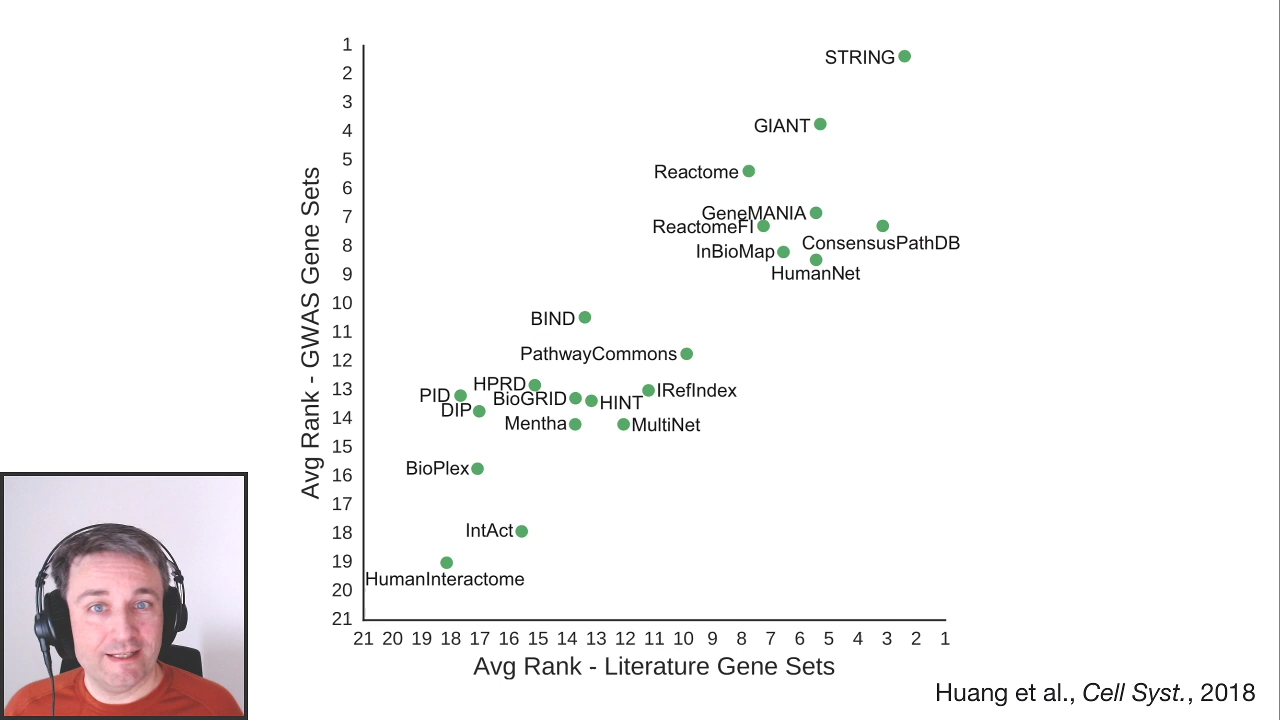 1
2
3
4
5
6
7
8
9
10
11
12
13
14
15
16
17
18
19
20
21
Avg Rank - GWAS Gene Sets
STRING
GIANT
Reactome
GeneMANIA
ReactomeFI
ConsensusPathDB
InBioMap
HumanNet
BIND
PathwayCommons
HPRD
IRefIndex
PID
BioGRID
HINT
DIP
Mentha
MultiNet
BioPlex
IntAct
HumanInteractome
21 20 19 18 17 16 15 14 13 12 11 10 9 8 7 6 5 4 3 2 1
Avg Rank - Literature Gene Sets
Huang et al., Cell Syst., 2018